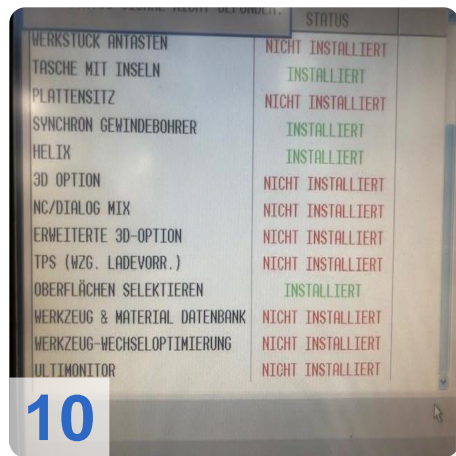 NICHT GEFUNDEN.
STATUS
WERKSTÜCK ANTASTEN NICHT INSTALLIERT
TASCHE MIT INSELN INSTALLIERT
PLATTENSITZ NICHT INSTALLIERT
SYNCHRON GEWINDEBOHRER INSTALLIERT
HELIX INSTALLIERT
3D OPTION NICHT INSTALLIERT
NC/DIALOG MIX NICHT INSTALLIERT
ERWEITERTE 3D-OPTION NICHT INSTALLIERT
TPS (WZG. LADEVORR.) NICHT INSTALLIERT
OBERFLÄCHEN SELEKTIEREN INSTALLIERT
WERKZEUG & MATERIAL DATENBANK NICHT INSTALLIERT
WERKZEUG-WECHSELOPTIMIERUNG NICHT INSTALLIERT
ULTIMONITOR NICHT INSTALLIERT
10